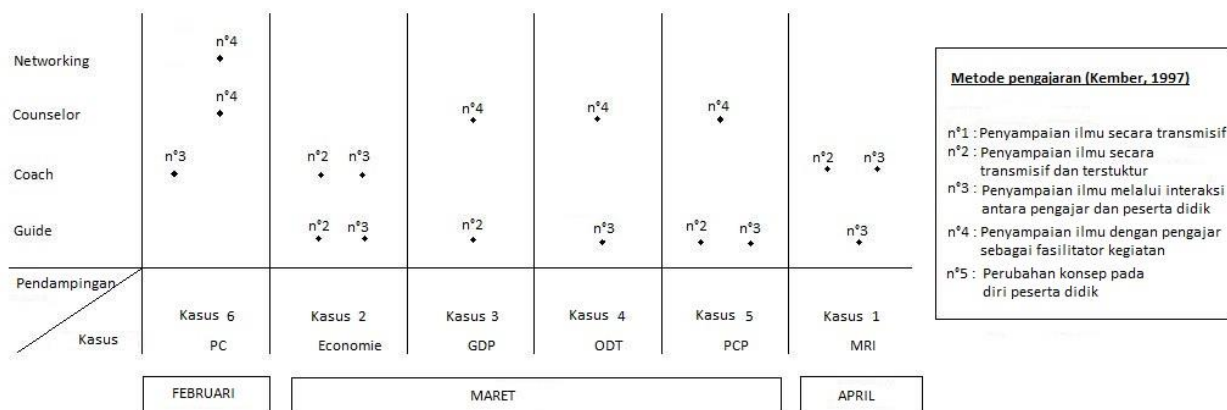 n°4
Networking
n°4
Counselor
n°4
n°4
n°4
n°3
n°2 n°3
n°2 n°3
Coach
n°2 n°3
n°2
n°3
n°2 n°3
n°3
Guide
Pendampingan
Kasus
Kasus 6
PC
Kasus 2
Economie
Kasus 3
GDP
Kasus 4
ODT
Kasus 5
PCP
Kasus 1
MRI
FEBRUARI
MARET
APRIL
Metode pengajaran (Kember, 1997)
n°1 : Penyampaian ilmu secara transmisif
n°2 : Penyampaian ilmu secara
transmisif dan terstuktur
n°3 : Penyampaian ilmu melalui interaksi
antara pengajar dan peserta didik
n°4 : Penyampaian ilmu dengan pengajar
sebagai fasilitator kegiatan
n°5 : Perubahan konsep pada
diri peserta didik